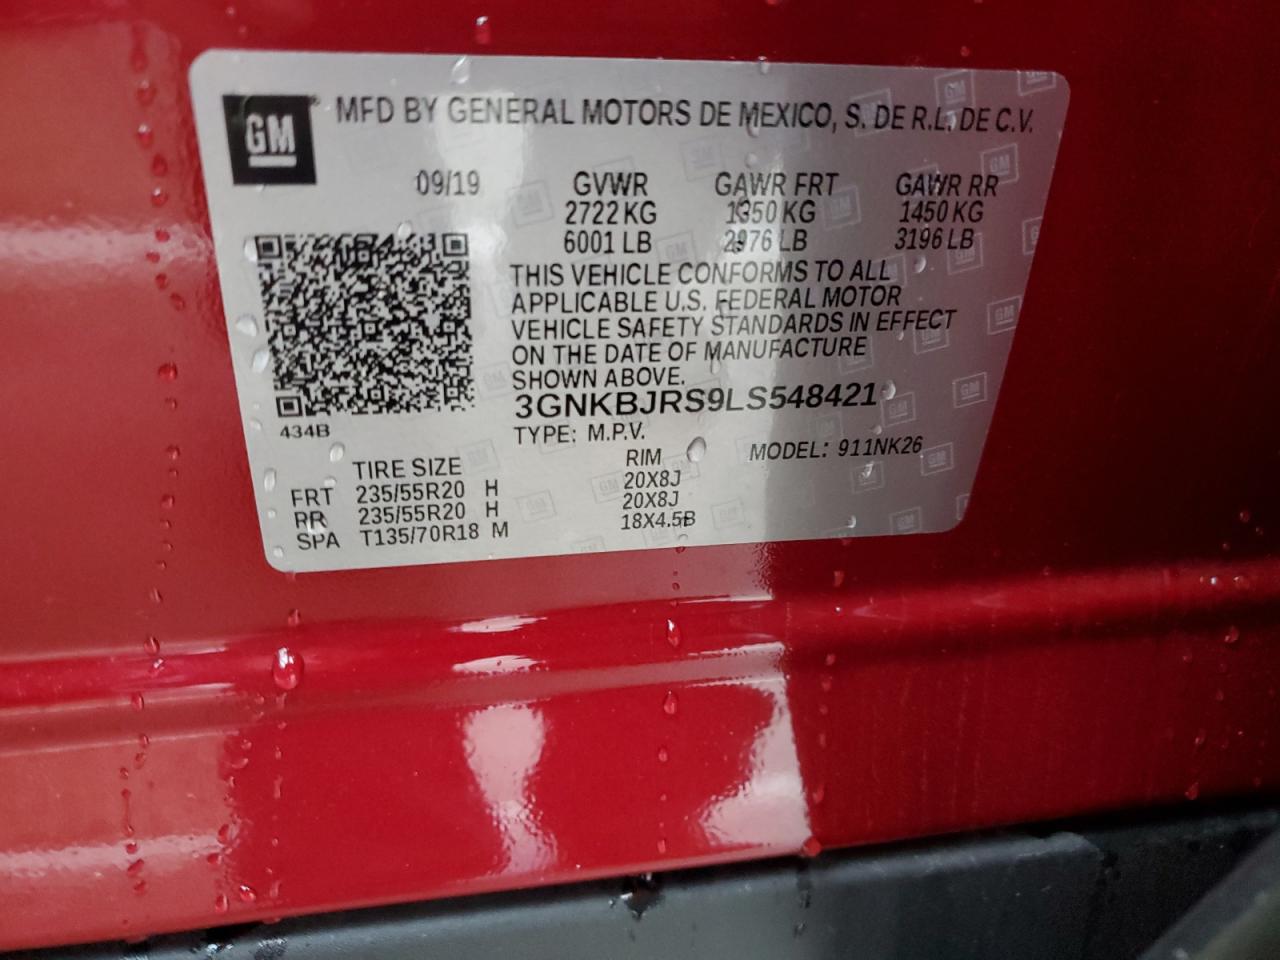 GM MFD BY GENERAL MOTORS DE MEXICO, S. DE R.L. DE C.V.
09/19 GVWR GAWR FRT GAWR RR
2722 KG 1350 KG 1450 KG
6001 LB 2976 LB 3196 LB
THIS VEHICLE CONFORMS TO ALL
APPLICABLE U.S. FEDERAL MOTOR
VEHICLE SAFETY STANDARDS IN EFFECT
ON THE DATE OF MANUFACTURE
SHOWN ABOVE.
3GNKBJRS9LS548421
434B TYPE: M.P.V. MODEL: 911NK26
TIRE SIZE RIM
FRT 235/55R20 H 20X8J
RR 235/55R20 H 20X8J
SPA T135/70R18 M 18X4.5B